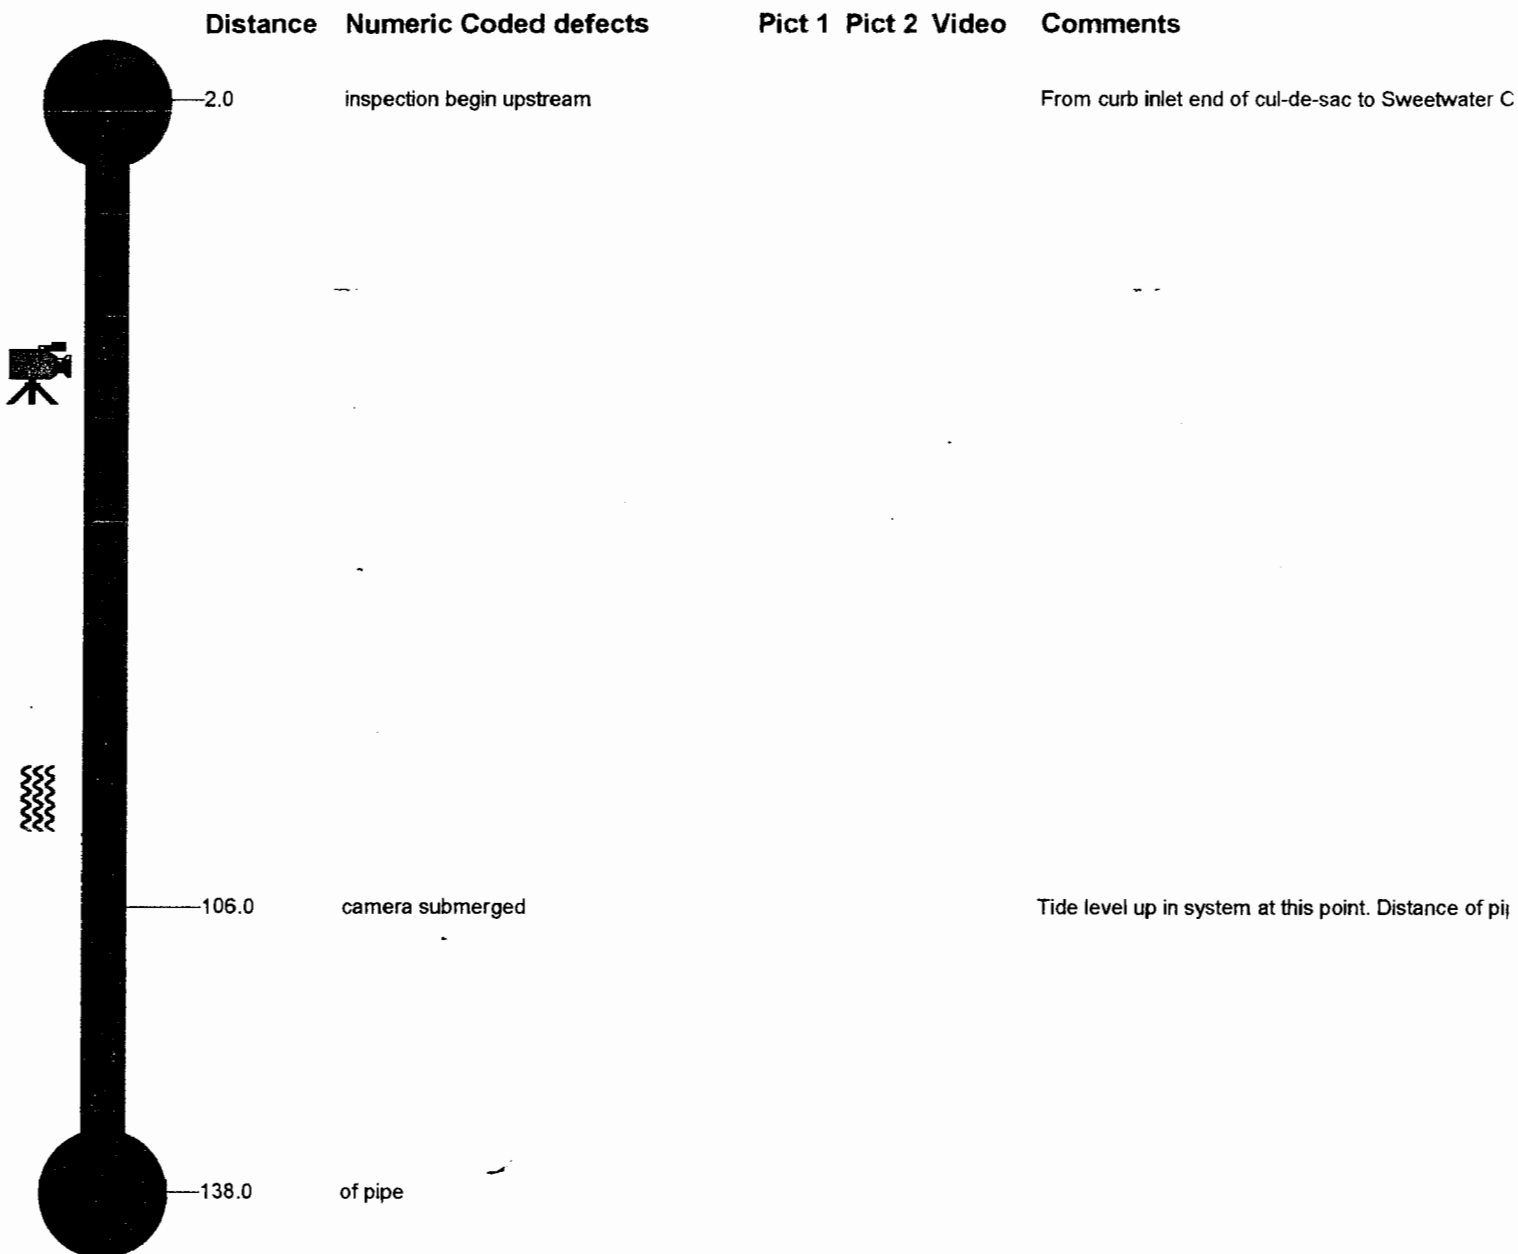 Distance Numeric Coded defects Pict 1 Pict 2 Video Comments
2.0 inspection begin upstream From curb inlet end of cul-de-sac to Sweetwater C
106.0 camera submerged Tide level up in system at this point. Distance of
138.0 of pipe